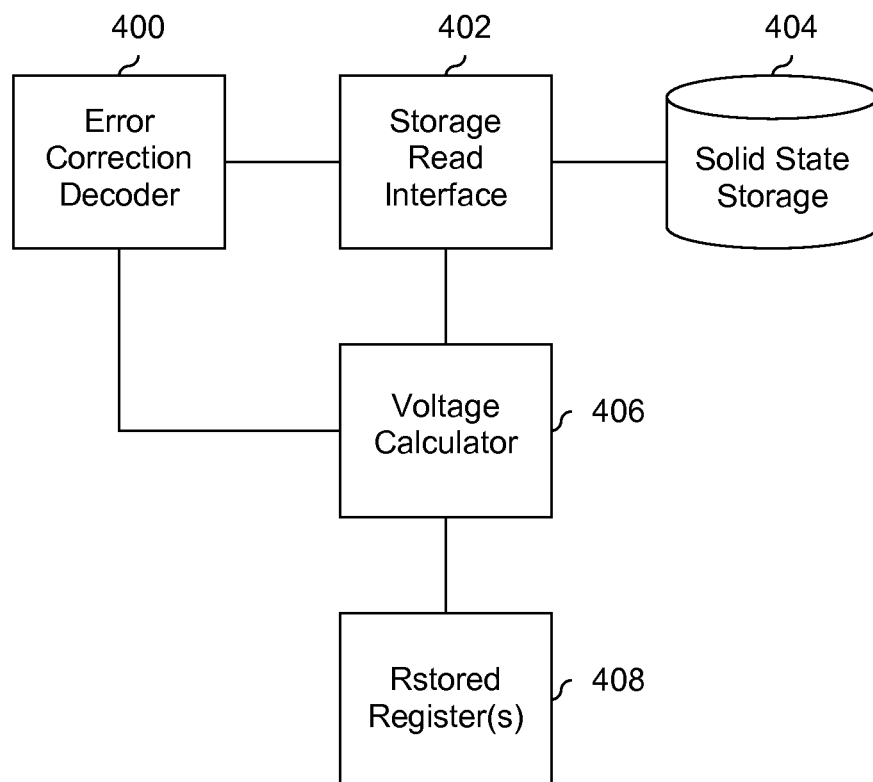 400
402
404
Error
Correction
Decoder
Storage
Read
Interface
Solid State
Storage
Voltage
Calculator
406
Rstored
Register(s)
408